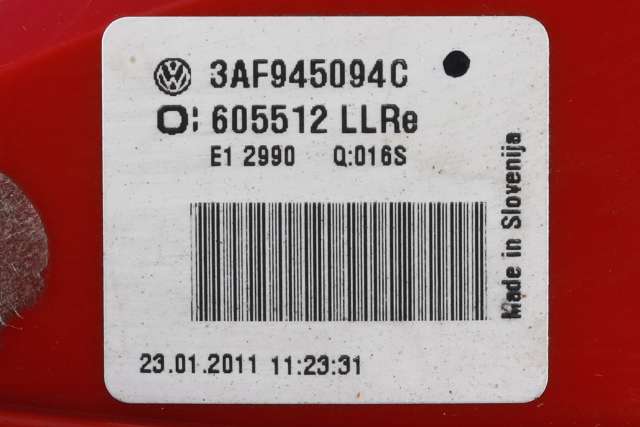 3AF945094C
O: 605512 LLRe
E1 2990 Q:016S
23.01.2011 11:23:31
Made in Slovenija